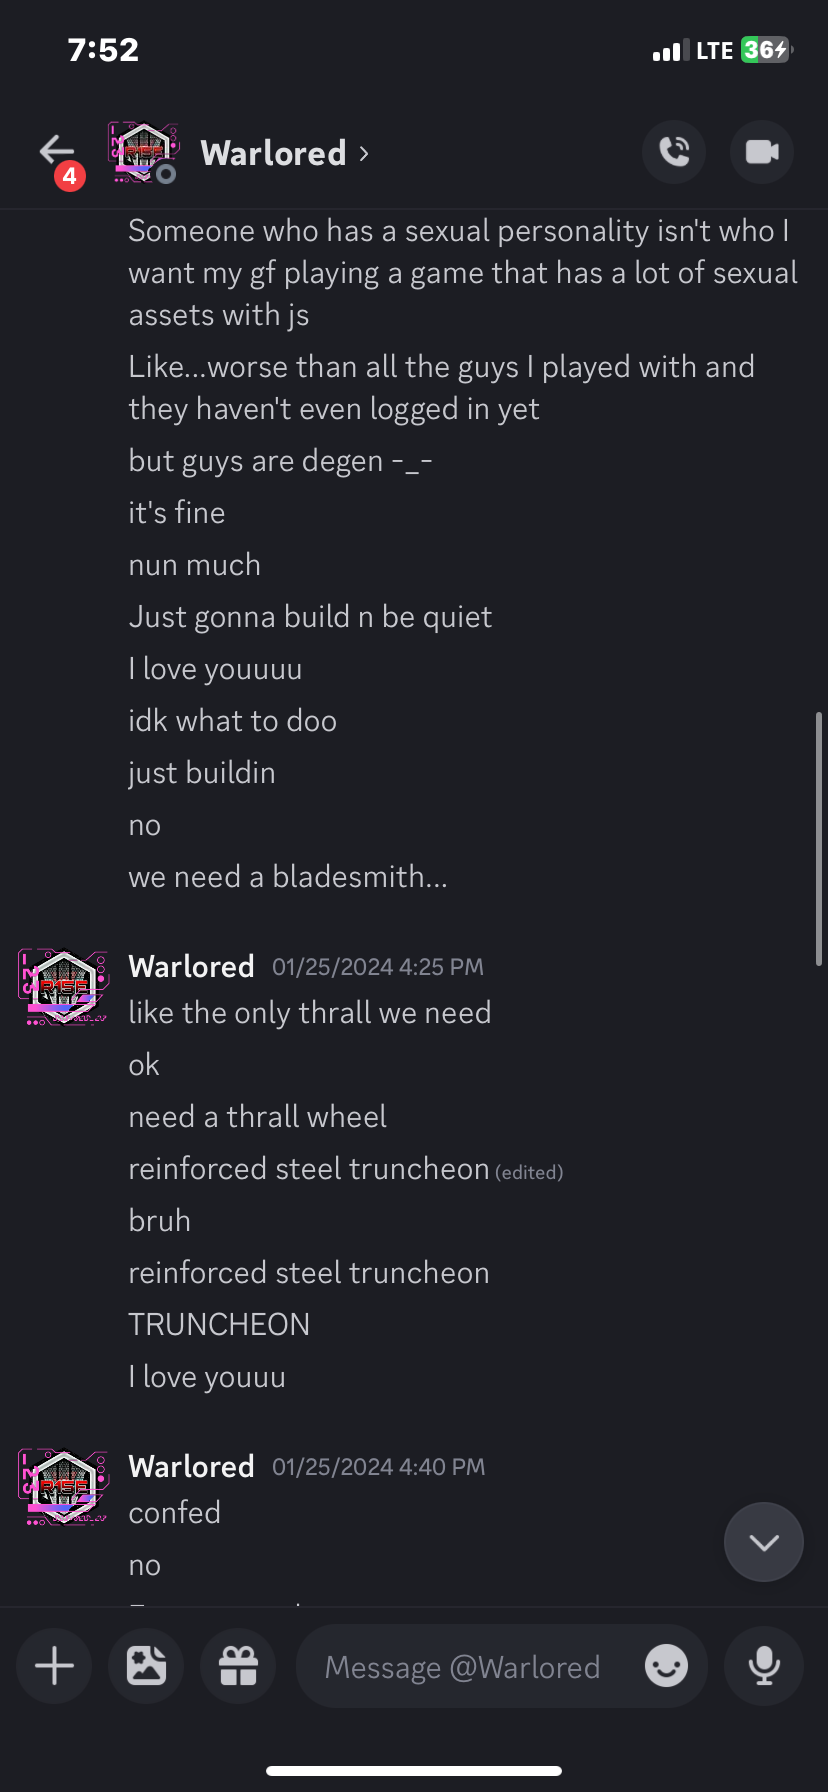 7:52
LTE 36
4
Warlored
Someone who has a sexual personality isn't who I
want my gf playing a game that has a lot of sexual
assets with js
Like...worse than all the guys I played with and
they haven't even logged in yet
but guys are degen -_-
it's fine
nun much
Just gonna build n be quiet
I love youuuu
idk what to doo
just buildin
no
we need a bladesmith...
Warlored 01/25/2024 4:25 PM
like the only thrall we need
ok
need a thrall wheel
reinforced steel truncheon (edited)
bruh
reinforced steel truncheon
TRUNCHEON
I love youuu
Warlored 01/25/2024 4:40 PM
confed
no
Message @Warlored